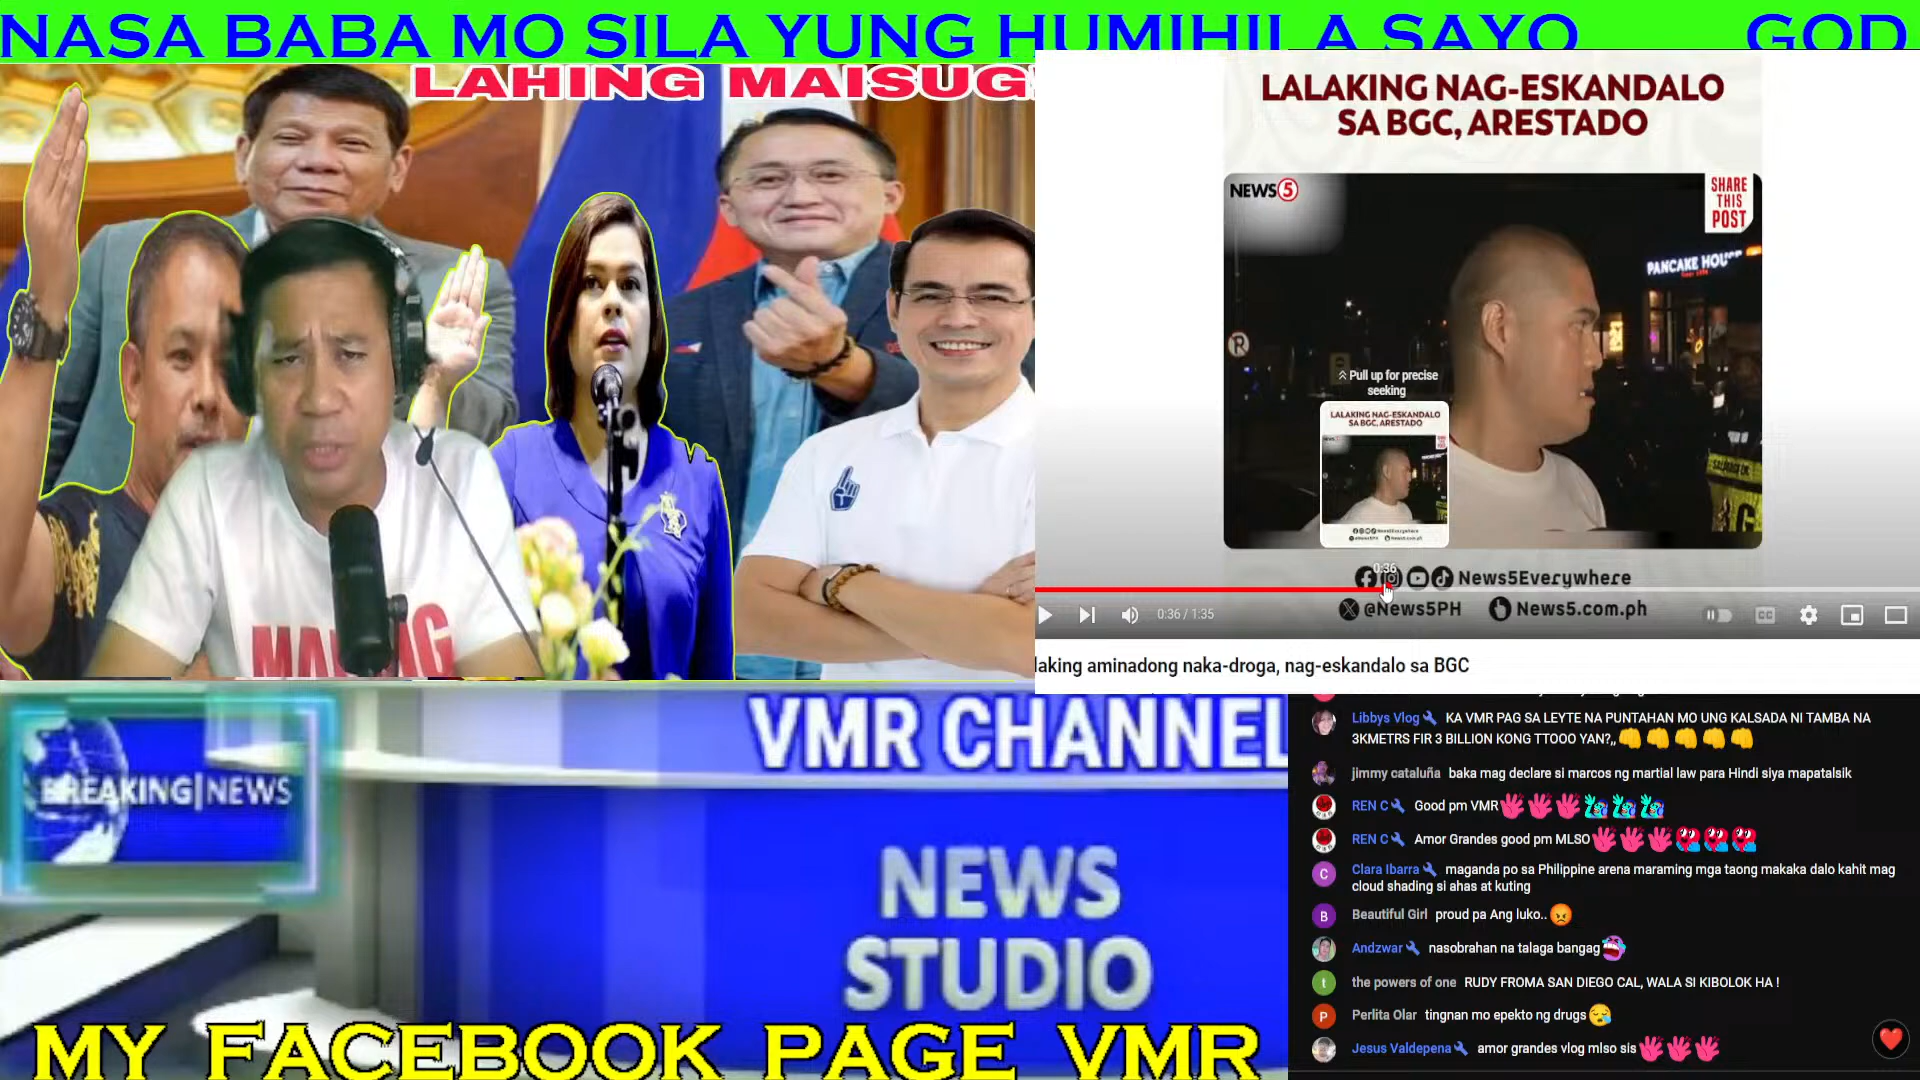 NASA BABA MO SILA YUNG HUMIHILA SAYO GOD
LAHING MAISUG
LALAKING NAG-ESKANDALO
SA BGC, ARESTADO
NEWS5
SHARE
THIS
POST
PANCAKE HOUSE
Pull up for precise
seeking
LALAKING NAG-ESKANDALO
SA BGC, ARESTADO
0:36
News5Everywhere
@News5PH News5.com.ph
0:36 / 1:35
CC
laking aminadong naka-droga, nag-eskandalo sa BGC
VMR CHANNEL
BREAKING|NEWS
NEWS
STUDIO
MY FACEBOOK PAGE VMR
Libbys Vlog KA VMR PAG SA LEYTE NA PUNTAHAN MO UNG KALSADA NI TAMBA NA
3KMETRS FIR 3 BILLION KONG TTOOO YAN?,,
jimmy cataluña baka mag declare si marcos ng martial law para Hindi siya mapatalsik
REN C Good pm VMR
REN C Amor Grandes good pm MLSO
C Clara Ibarra maganda po sa Philippine arena maraming mga taong makaka dalo kahit mag
cloud shading si ahas at kuting
B Beautiful Girl proud pa Ang luko..
Andzwar nasobrahan na talaga bangag
t the powers of one RUDY FROMA SAN DIEGO CAL, WALA SI KIBOLOK HA !
P Perlita Olar tingnan mo epekto ng drugs
Jesus Valdepena amor grandes vlog mlso sis